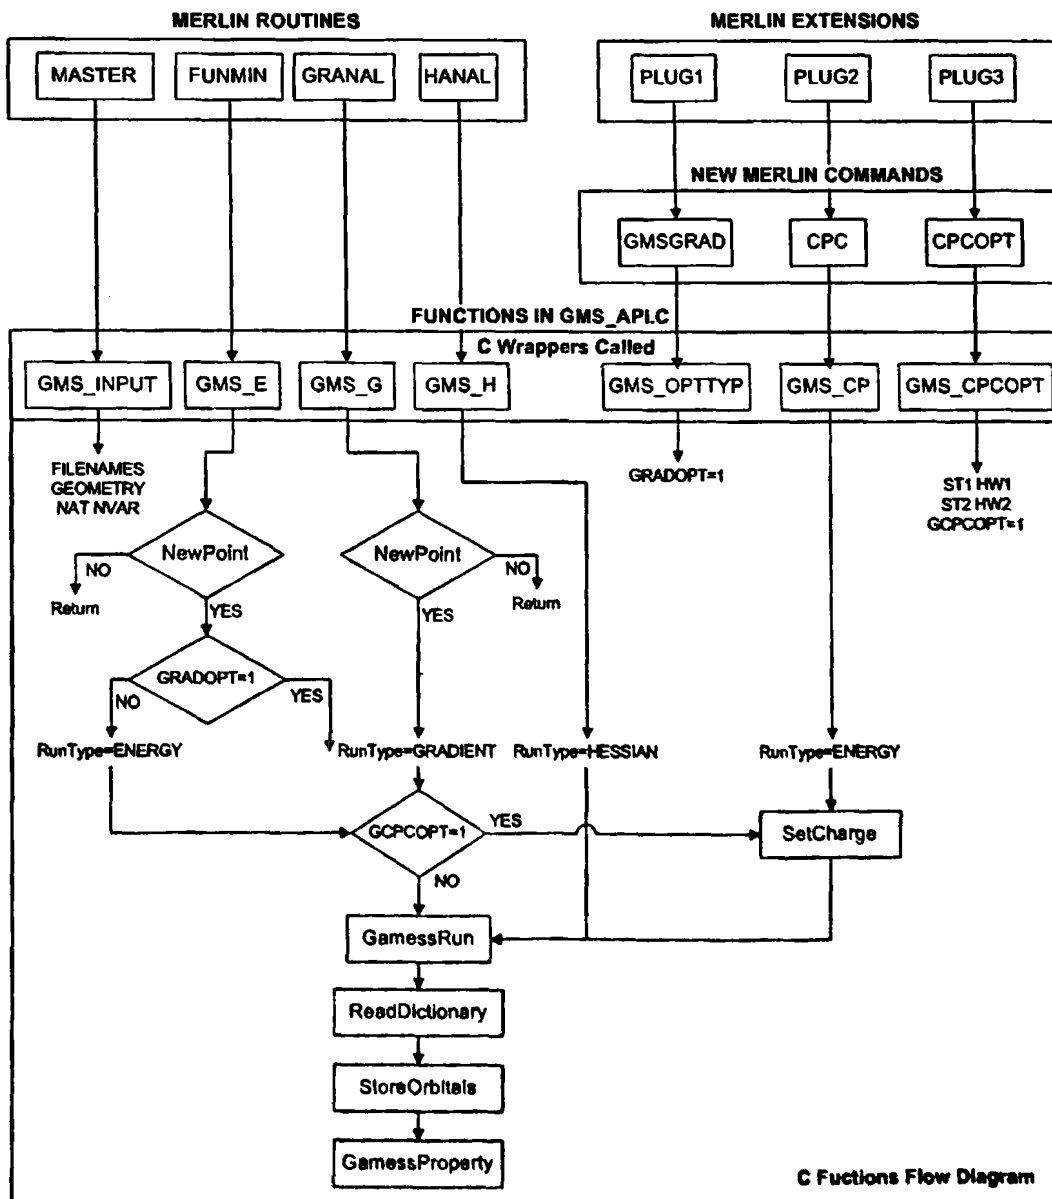 MERLIN ROUTINES
MERLIN EXTENSIONS
MASTER
FUNMIN
GRANAL
HANAL
PLUG1
PLUG2
PLUG3
NEW MERLIN COMMANDS
GMSGRAD
CPC
CPCOPT
FUNCTIONS IN GMS_API.C
C Wrappers Called
GMS_INPUT
GMS_E
GMS_G
GMS_H
GMS_OPTTYP
GMS_CP
GMS_CPCOPT
FILENAMES
GEOMETRY
NAT NVAR
GRADOPT=1
ST1 HW1
ST2 HW2
GCPCOPT=1
NewPoint
NewPoint
NO
NO
Return
Return
YES
YES
GRADOPT=1
NO
YES
RunType=ENERGY
RunType=GRADIENT
RunType=HESSIAN
RunType=ENERGY
GCPCOPT=1
YES
SetCharge
NO
GamessRun
ReadDictionary
StoreOrbitals
GamessProperty
C Fuctions Flow Diagram